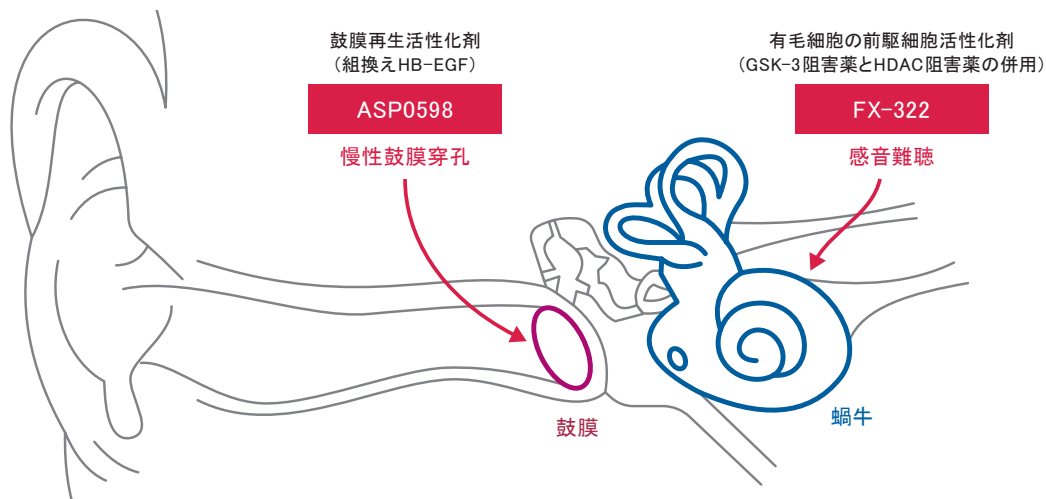 鼓膜再生活性化剤
（組換えHB-EGF）
ASP0598
慢性鼓膜穿孔
有毛細胞の前駆細胞活性化剤
（GSK-3阻害薬とHDAC阻害薬の併用）
FX-322
感音難聴
鼓膜
蝸牛